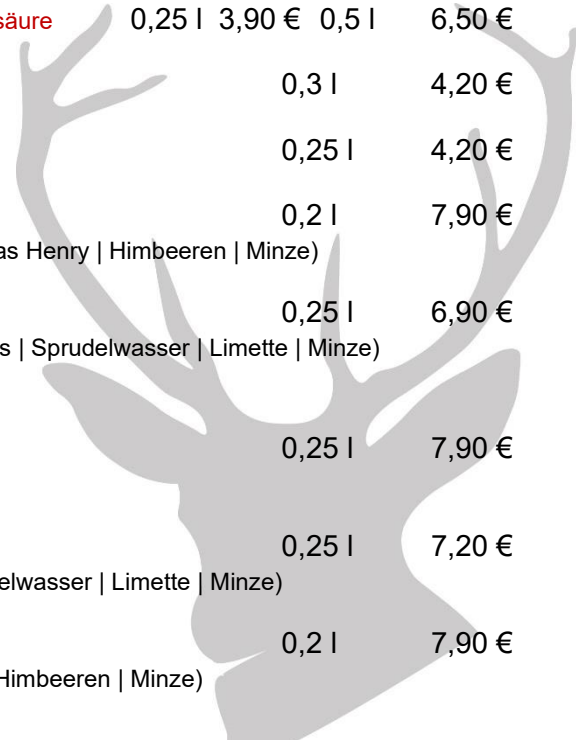 säure 0,25 l 3,90 € 0,5 l 6,50 €
0,3 l 4,20 €
0,25 l 4,20 €
0,2 l 7,90 €
as Henry | Himbeeren | Minze)
0,25 l 6,90 €
s | Sprudelwasser | Limette | Minze)
0,25 l 7,90 €
0,25 l 7,20 €
elwasser | Limette | Minze)
0,2 l 7,90 €
Himbeeren | Minze)